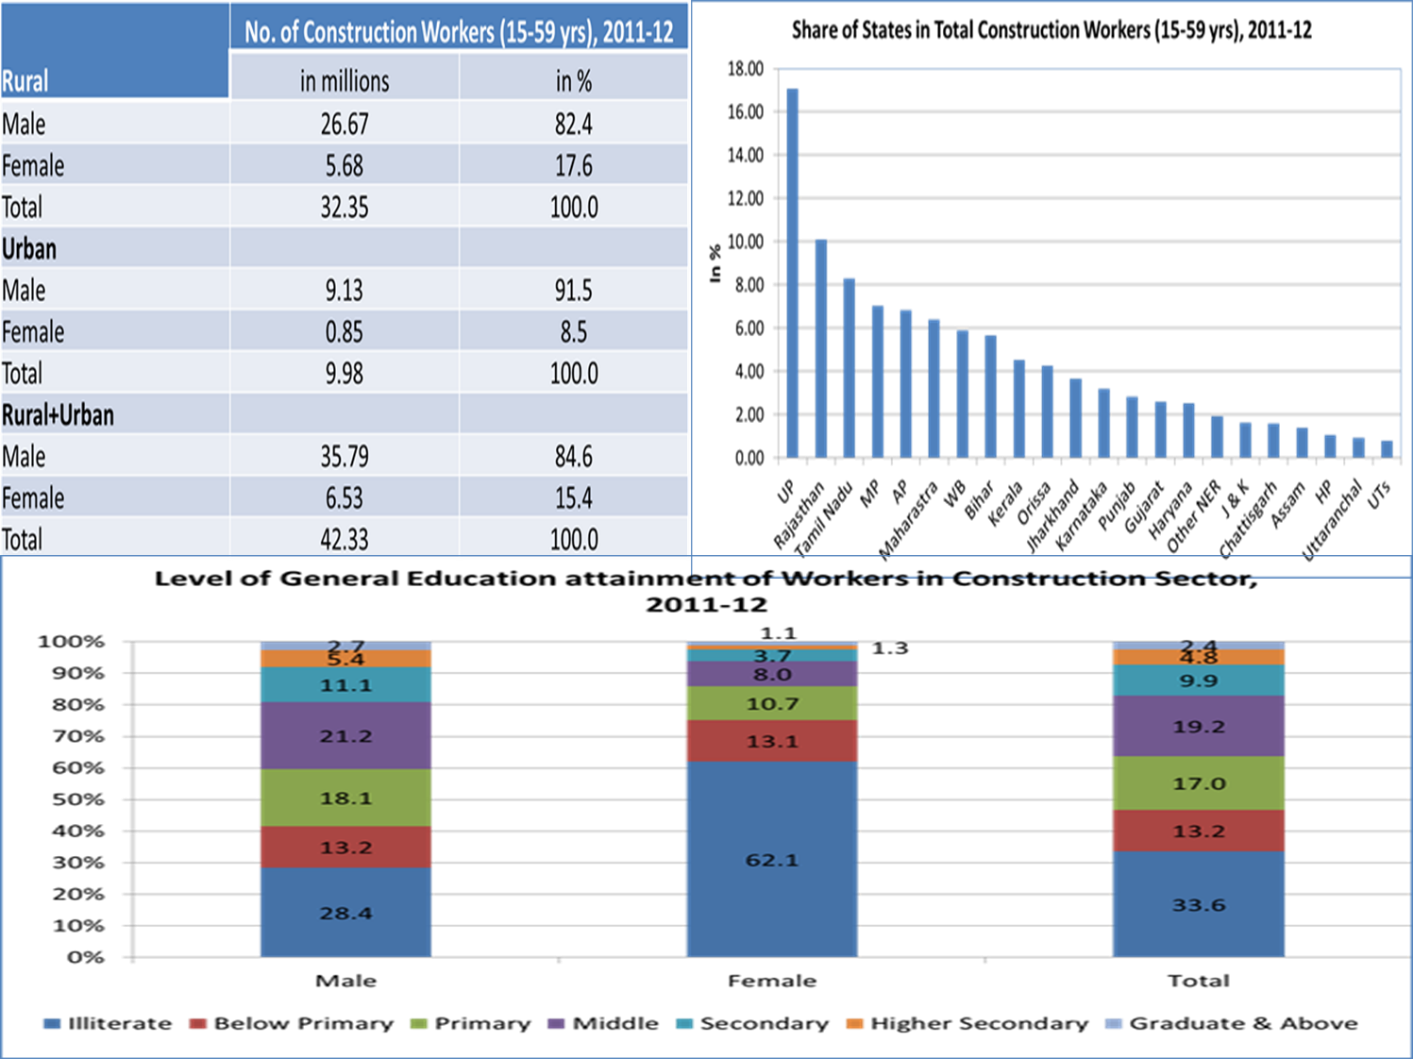 No. of Construction Workers (15-59 yrs), 2011-12
Rural in millions in %
Male 26.67 82.4
Female 5.68 17.6
Total 32.35 100.0
Urban
Male 9.13 91.5
Female 0.85 8.5
Total 9.98 100.0
Rural+Urban
Male 35.79 84.6
Female 6.53 15.4
Total 42.33 100.0
Share of States in Total Construction Workers (15-59 yrs), 2011-12
18.00
16.00
14.00
12.00
10.00
8.00
6.00
4.00
2.00
0.00
In %
UP
Rajasthan
Tamil Nadu
MP
AP
Maharastra
WB
Bihar
Kerala
Orissa
Jharkhand
Karnataka
Punjab
Gujarat
Haryana
Other NER
J & K
Chattisgarh
Assam
HP
Uttaranchal
UTs
Level of General Education attainment of Workers in Construction Sector,
2011-12
100%
90%
80%
70%
60%
50%
40%
30%
20%
10%
0%
2.7
5.4
11.1
21.2
18.1
13.2
28.4
1.1
1.3
3.7
8.0
10.7
13.1
62.1
2.4
4.8
9.9
19.2
17.0
13.2
33.6
Male Female Total
Illiterate Below Primary Primary Middle Secondary Higher Secondary Graduate & Above